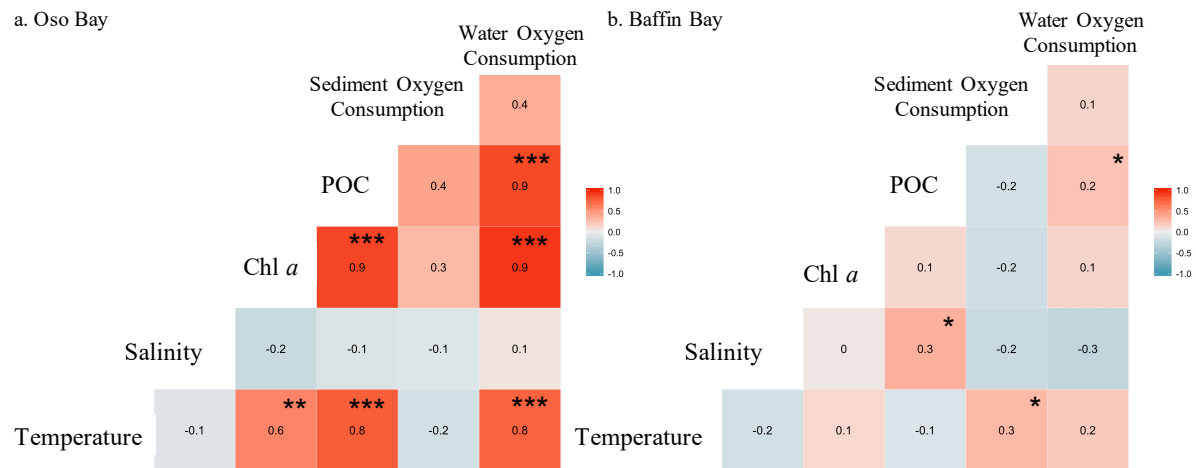 a. Oso Bay
Water Oxygen
Consumption
Sediment Oxygen
Consumption
0.4
POC
0.4
***
0.9
Chl a
***
0.9
0.3
***
0.9
Salinity
-0.2
-0.1
-0.1
0.1
Temperature
-0.1
**
0.6
***
0.8
-0.2
***
0.8
1.0
0.5
0.0
-0.5
-1.0
b. Baffin Bay
Water Oxygen
Consumption
Sediment Oxygen
Consumption
0.1
POC
-0.2
*
0.2
Chl a
0.1
-0.2
0.1
Salinity
0
*
0.3
-0.2
-0.3
Temperature
-0.2
0.1
-0.1
*
0.3
0.2
1.0
0.5
0.0
-0.5
-1.0